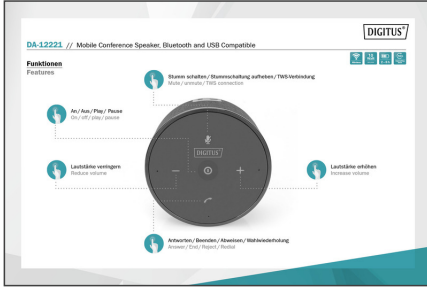 DIGITUS®
DA-12221 // Mobile Conference Speaker, Bluetooth and USB Compatible
Funktionen
Features
Stumm schalten / Stummschaltung aufheben / TWS-Verbindung
Mute / unmute / TWS connection
An / Aus / Play / Pause
On / off / play / pause
DIGITUS
Lautstärke verringern
Reduce volume
Lautstärke erhöhen
Increase volume
Antworten / Beenden / Abweisen / Wahlwiederholung
Answer / End / Reject / Redial